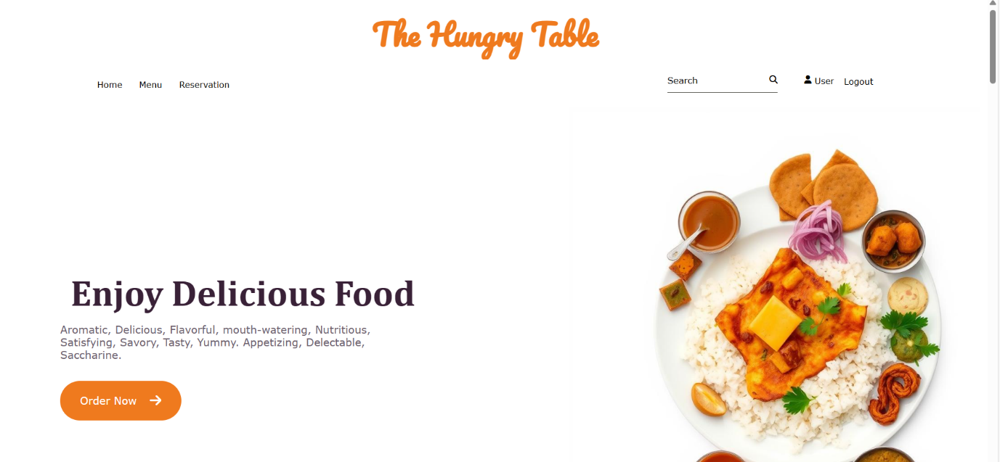 The Hungry Table
Home Menu Reservation Search User Logout
Enjoy Delicious Food
Aromatic, Delicious, Flavorful, mouth-watering, Nutritious,
Satisfying, Savory, Tasty, Yummy. Appetizing, Delectable,
Saccharine.
Order Now